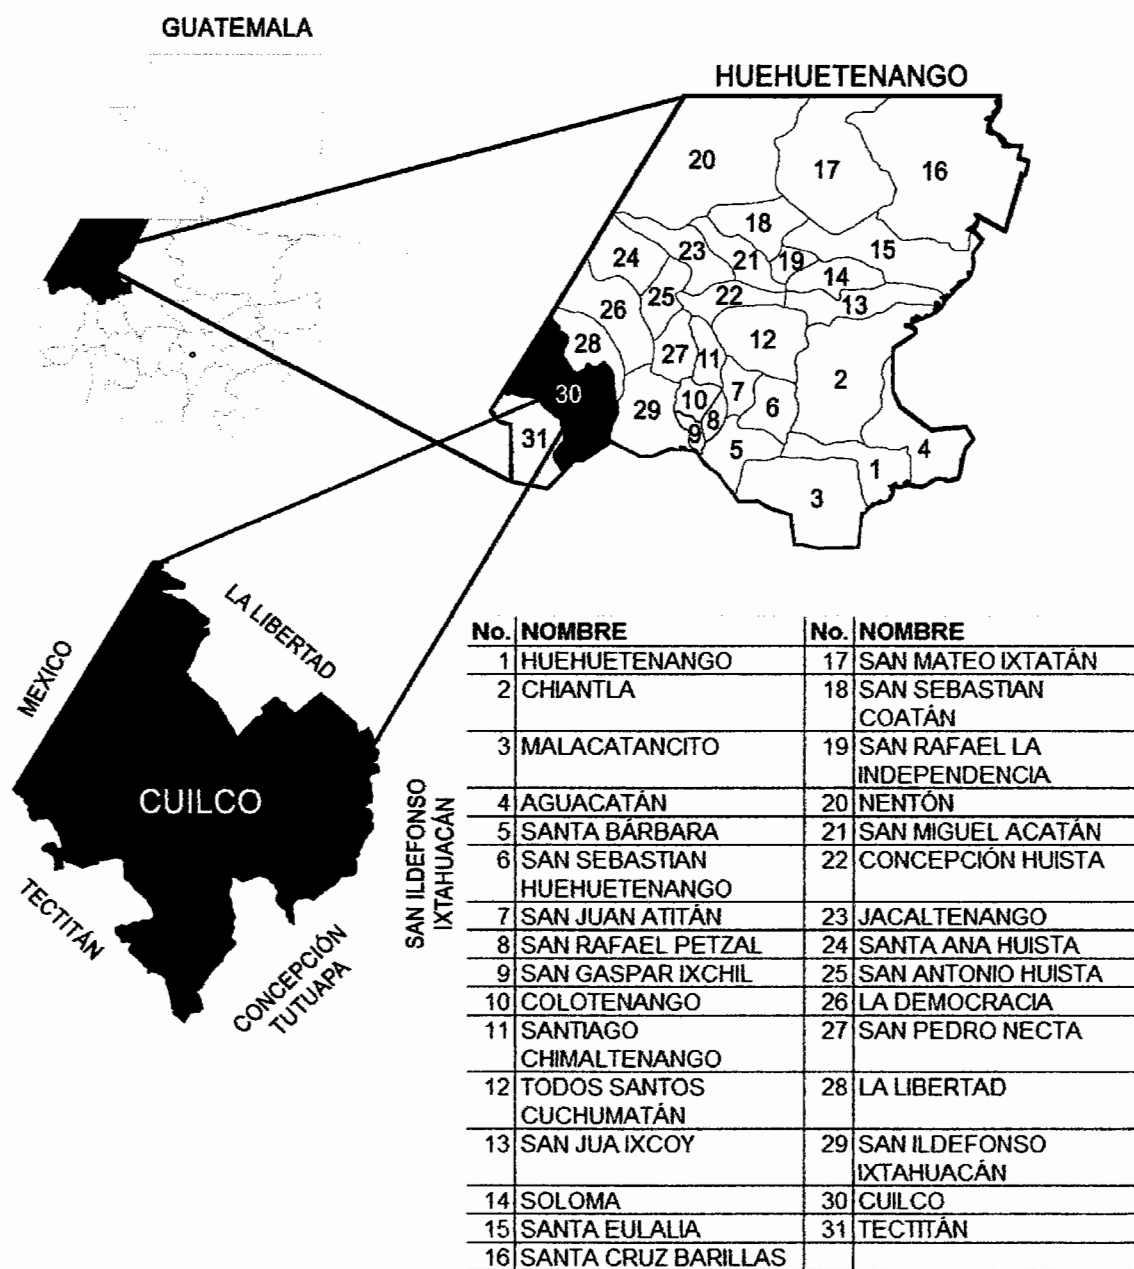 GUATEMALA
HUEHUETENANGO
20
17
16
18
15
23
21
19
24
14
25
22
13
26
12
28
27
11
2
30
7
10
6
29
8
9
31
5
4
1
3
LA LIBERTAD
MEXICO
CUILCO
SAN ILDEFONSO
IXTAHUACÁN
TECTITÁN
CONCEPCIÓN
TUTUAPA
No. NOMBRE No. NOMBRE
1 HUEHUETENANGO 17 SAN MATEO IXTATÁN
2 CHIANTLA 18 SAN SEBASTIAN
COATÁN
3 MALACATANCITO 19 SAN RAFAEL LA
INDEPENDENCIA
4 AGUACATÁN 20 NENTÓN
5 SANTA BÁRBARA 21 SAN MIGUEL ACATÁN
6 SAN SEBASTIAN 22 CONCEPCIÓN HUISTA
HUEHUETENANGO
7 SAN JUAN ATITÁN 23 JACALTENANGO
8 SAN RAFAEL PETZAL 24 SANTA ANA HUISTA
9 SAN GASPAR IXCHIL 25 SAN ANTONIO HUISTA
10 COLOTENANGO 26 LA DEMOCRACIA
11 SANTIAGO 27 SAN PEDRO NECTA
CHIMALTENANGO
12 TODOS SANTOS 28 LA LIBERTAD
CUCHUMATÁN
13 SAN JUA IXCOY 29 SAN ILDEFONSO
IXTAHUACÁN
14 SOLOMA 30 CUILCO
15 SANTA EULALIA 31 TECTITÁN
16 SANTA CRUZ BARILLAS